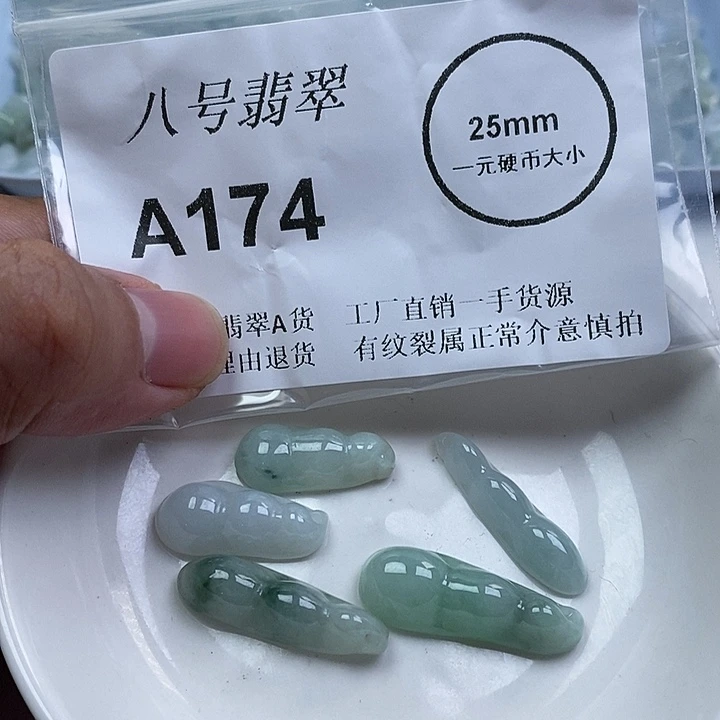 八号翡翠
25mm
一元硬币大小
A174
翡翠A货 工厂直销一手货源
理由退货 有纹裂属正常介意慎拍